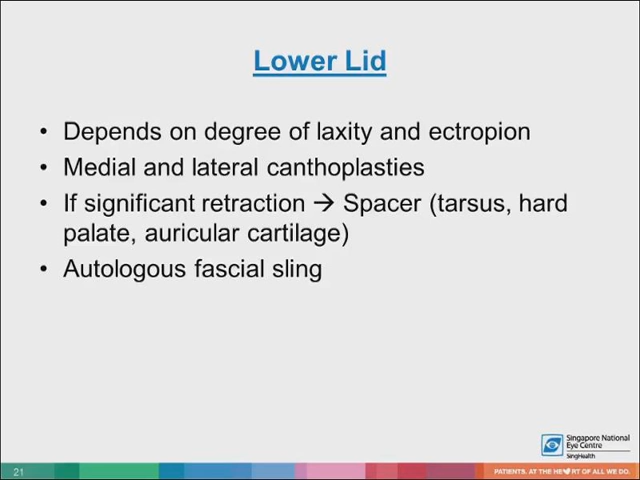 Lower Lid
• Depends on degree of laxity and ectropion
• Medial and lateral canthoplasties
• If significant retraction → Spacer (tarsus, hard
palate, auricular cartilage)
• Autologous fascial sling
Singapore National
Eye Centre
SingHealth
21
PATIENTS. AT THE HE♥RT OF ALL WE DO.